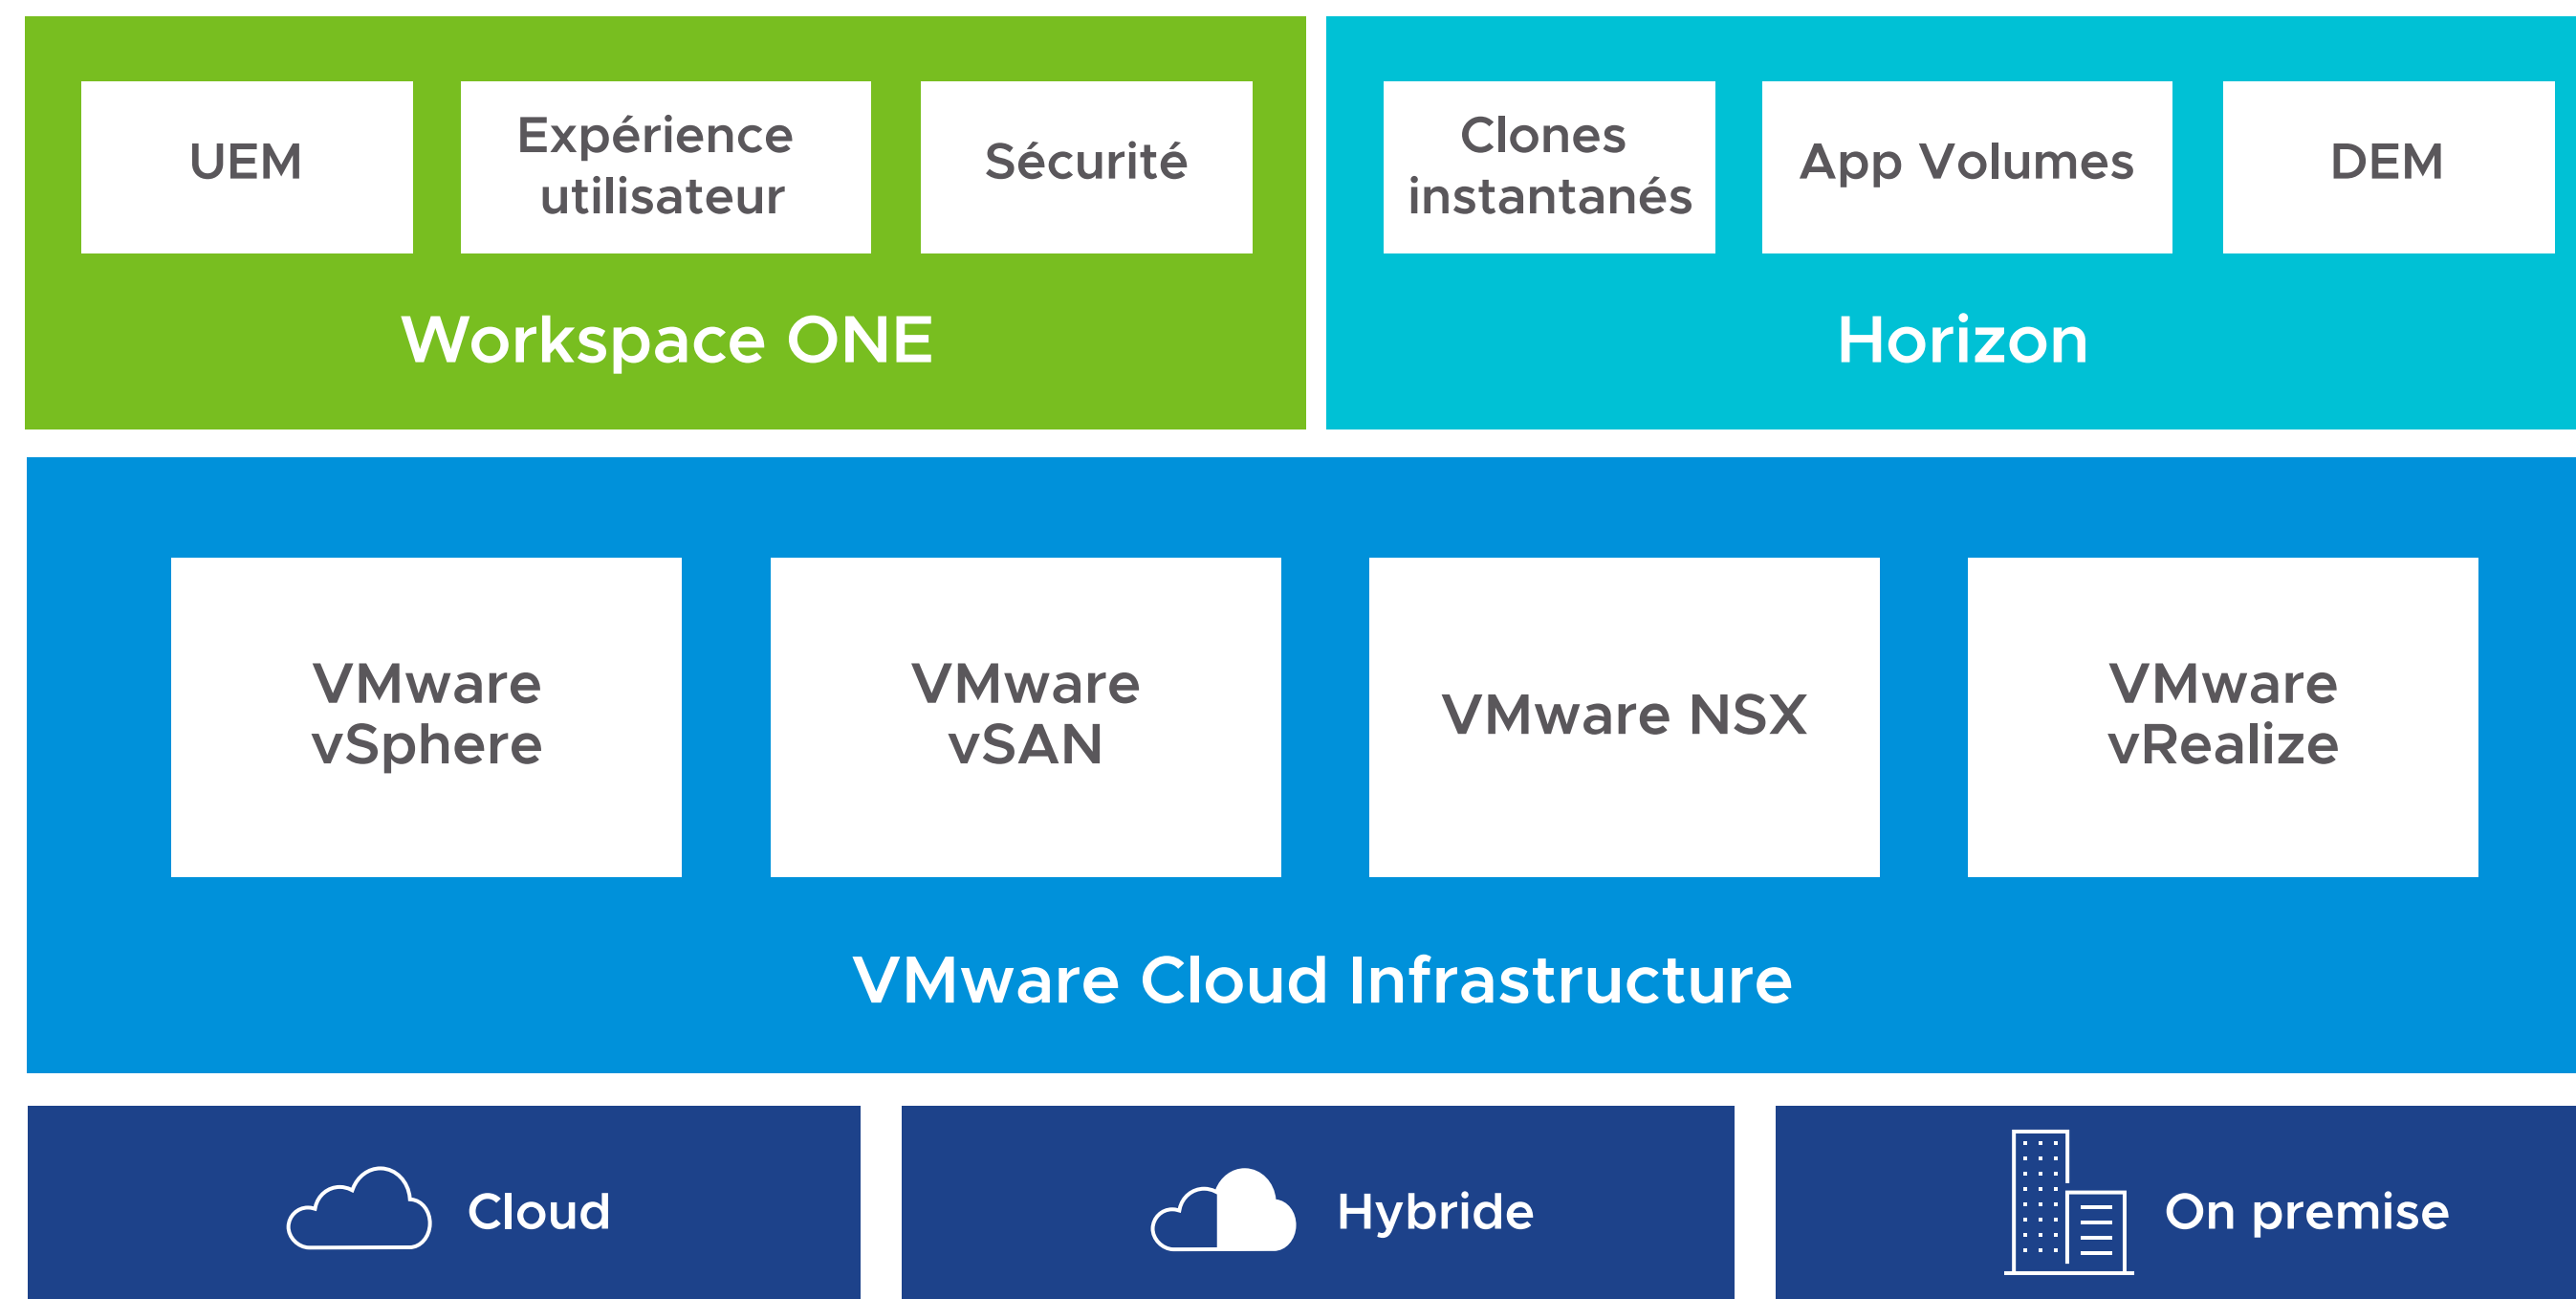 UEM
Expérience
utilisateur
Sécurité
Workspace ONE
Clones
instantanés
App Volumes
DEM
Horizon
VMware
vSphere
VMware
vSAN
VMware NSX
VMware
vRealize
VMware Cloud Infrastructure
Cloud
Hybride
On premise